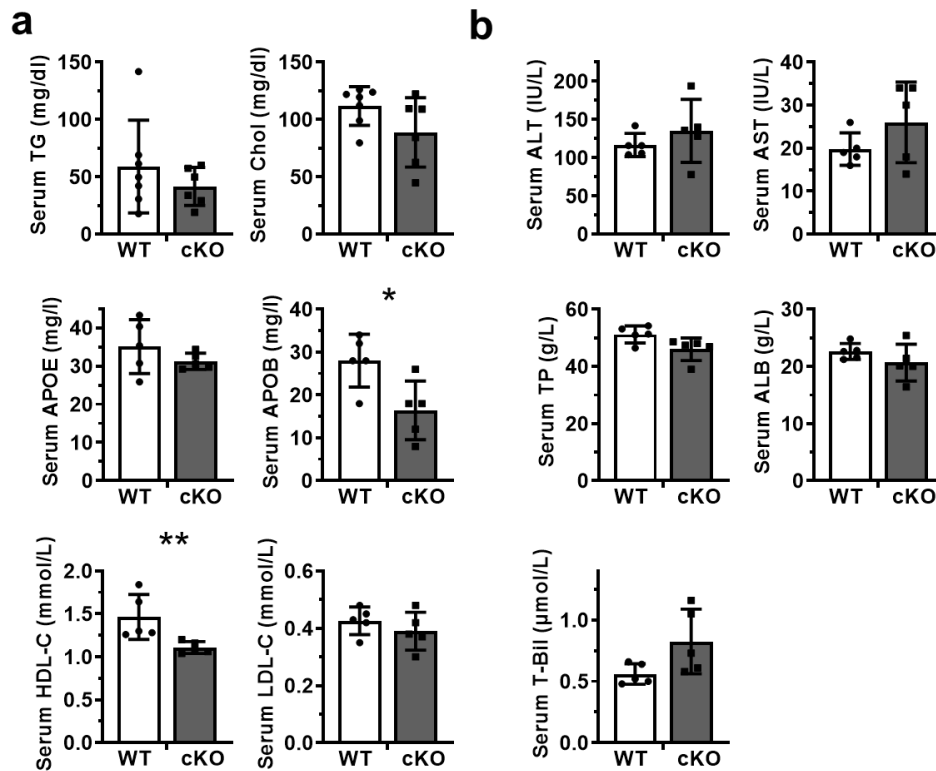 a
Serum TG (mg/dl)
150
100
50
0
WT
cKO
Serum Chol (mg/dl)
150
100
50
0
WT
cKO
Serum APOE (mg/l)
50
40
30
20
10
0
WT
cKO
Serum APOB (mg/l)
*
40
30
20
10
0
WT
cKO
Serum HDL-C (mmol/L)
**
2.0
1.5
1.0
0.5
0.0
WT
cKO
Serum LDL-C (mmol/L)
0.6
0.4
0.2
0.0
WT
cKO
b
Serum ALT (IU/L)
200
150
100
50
0
WT
cKO
Serum AST (IU/L)
40
30
20
10
0
WT
cKO
Serum TP (g/L)
60
40
20
0
WT
cKO
Serum ALB (g/L)
30
20
10
0
WT
cKO
Serum T-Bil (μmol/L)
1.0
0.5
0.0
WT
cKO